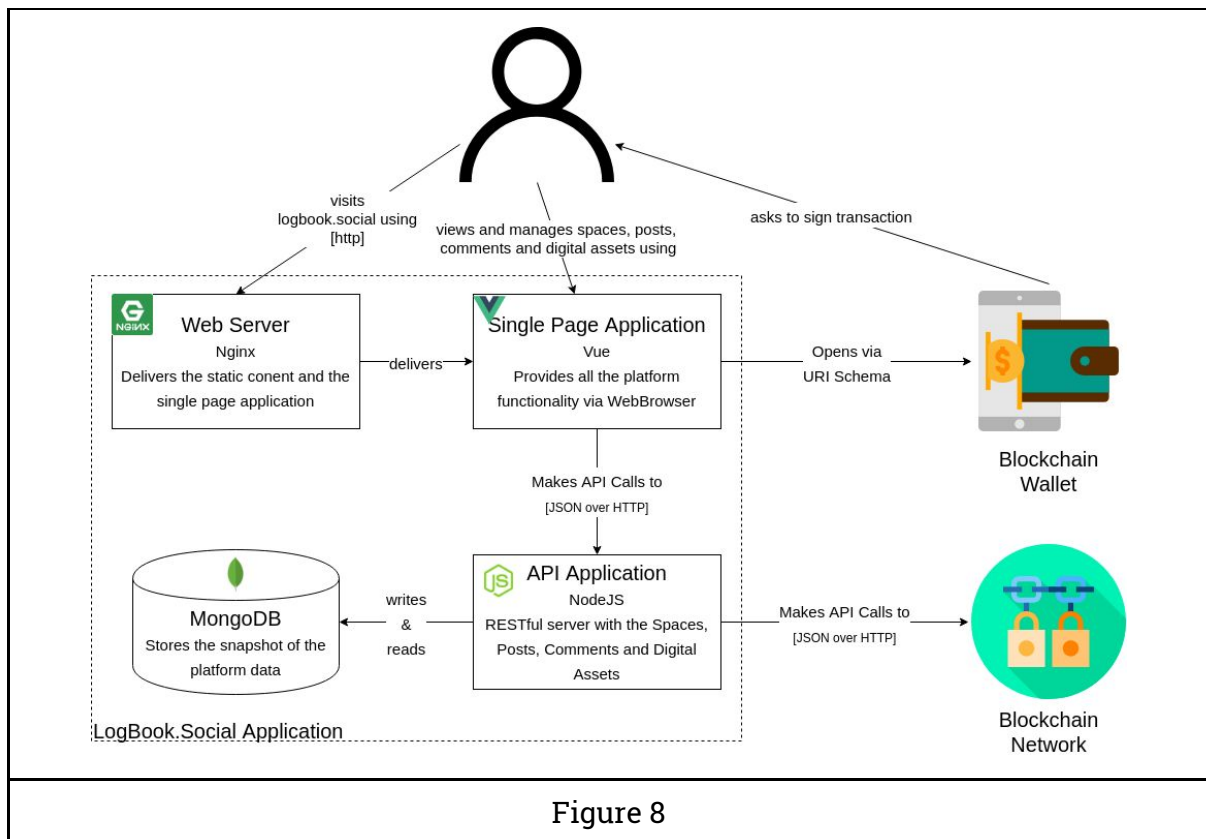 visits
logbook.social using
[http]
views and manages spaces, posts,
comments and digital assets using
asks to sign transaction
NGINX
Web Server
Nginx
Delivers the static conent and the
single page application
delivers
Single Page Application
Vue
Provides all the platform
functionality via WebBrowser
Opens via
URI Schema
$
Blockchain
Wallet
Makes API Calls to
[JSON over HTTP]
MongoDB
Stores the snapshot of the
platform data
writes
&
reads
JS
API Application
NodeJS
RESTful server with the Spaces,
Posts, Comments and Digital
Assets
Makes API Calls to
[JSON over HTTP]
Blockchain
Network
LogBook.Social Application
Figure 8